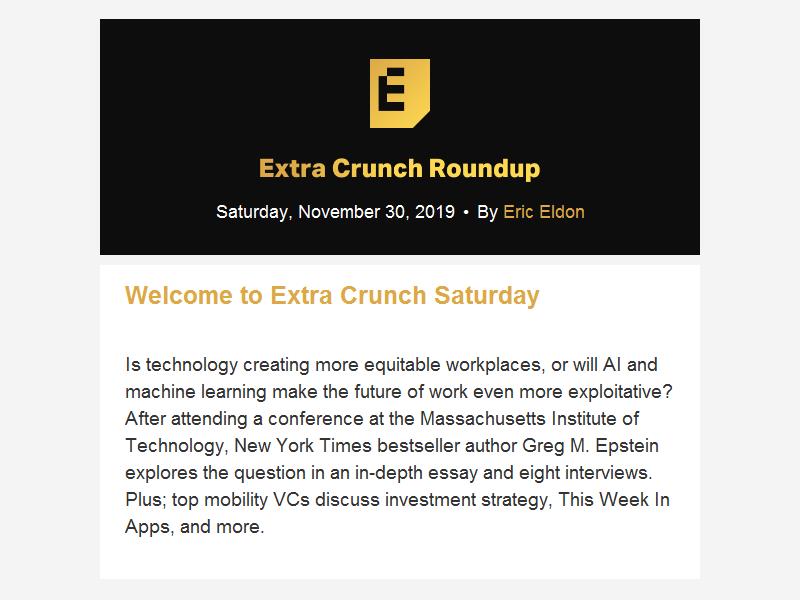 E
Extra Crunch Roundup
Saturday, November 30, 2019 • By Eric Eldon
Welcome to Extra Crunch Saturday
Is technology creating more equitable workplaces, or will AI and
machine learning make the future of work even more exploitative?
After attending a conference at the Massachusetts Institute of
Technology, New York Times bestseller author Greg M. Epstein
explores the question in an in-depth essay and eight interviews.
Plus; top mobility VCs discuss investment strategy, This Week In
Apps, and more.